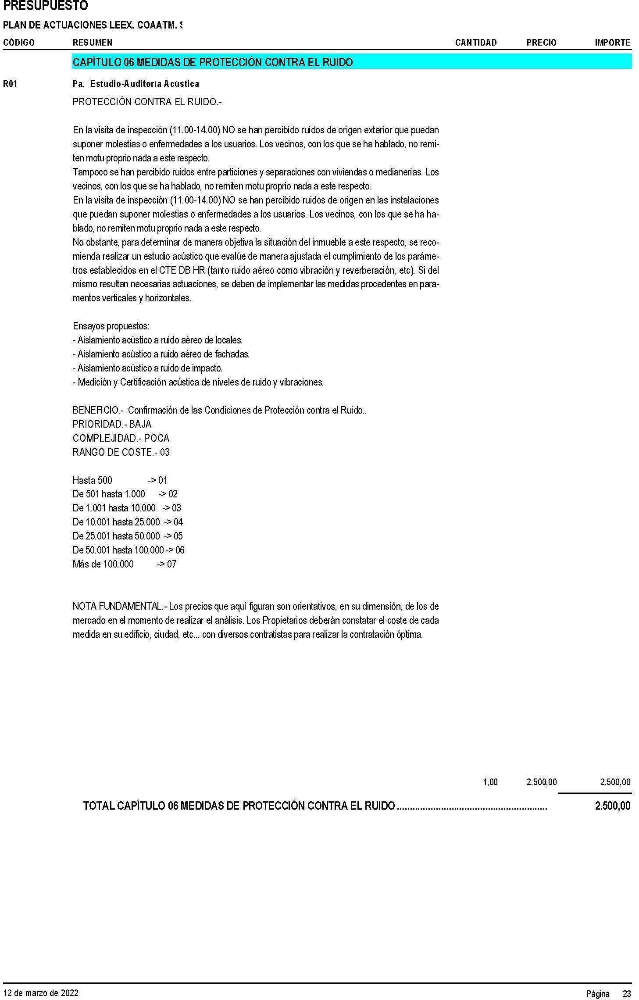 PRESUPUESTO
PLAN DE ACTUACIONES LEEX. COAATM.
CÓDIGO RESUMEN CANTIDAD PRECIO IMPORTE
CAPÍTULO 06 MEDIDAS DE PROTECCIÓN CONTRA EL RUIDO
R01 Pa. Estudio-Auditoría Acústica
PROTECCIÓN CONTRA EL RUIDO.-
En la visita de inspección (11.00-14.00) NO se han percibido ruidos de origen exterior que puedan
suponer molestias o enfermedades a los usuarios. Los vecinos, con los que se ha hablado, no remi-
ten motu proprio nada a este respecto.
Tampoco se han percibido ruidos entre particiones y separaciones con viviendas o medianerías. Los
vecinos, con los que se ha hablado, no remiten motu proprio nada a este respecto.
En la visita de inspección (11.00-14.00) NO se han percibido ruidos de origen en las instalaciones
que puedan suponer molestias o enfermedades a los usuarios. Los vecinos, con los que se ha ha-
blado, no remiten motu proprio nada a este respecto.
No obstante, para determinar de manera objetiva la situación del inmueble a este respecto, se reco-
mienda realizar un estudio acústico que evalúe de manera ajustada el cumplimiento de los paráme-
tros establecidos en el CTE DB HR (tanto ruido aéreo como vibración y reverberación, etc). Si del
mismo resultan necesarias actuaciones, se deben de implementar las medidas procedentes en para-
mentos verticales y horizontales.
Ensayos propuestos:
- Aislamiento acústico a ruido aéreo de locales.
- Aislamiento acústico a ruido aéreo de fachadas.
- Aislamiento acústico a ruido de impacto.
- Medición y Certificación acústica de niveles de ruido y vibraciones.
BENEFICIO.- Confirmación de las Condiciones de Protección contra el Ruido..
PRIORIDAD.- BAJA
COMPLEJIDAD.- POCA
RANGO DE COSTE.- 03
Hasta 500 -> 01
De 501 hasta 1.000 -> 02
De 1.001 hasta 10.000 -> 03
De 10.001 hasta 25.000 -> 04
De 25.001 hasta 50.000 -> 05
De 50.001 hasta 100.000 -> 06
Más de 100.000 -> 07
NOTA FUNDAMENTAL.- Los precios que aquí figuran son orientativos, en su dimensión, de los de
mercado en el momento de realizar el análisis. Los Propietarios deberán constatar el coste de cada
medida en su edificio, ciudad, etc... con diversos contratistas para realizar la contratación óptima.
1,00 2.500,00 2.500,00
TOTAL CAPÍTULO 06 MEDIDAS DE PROTECCIÓN CONTRA EL RUIDO ......................................................... 2.500,00
12 de marzo de 2022 Página 23